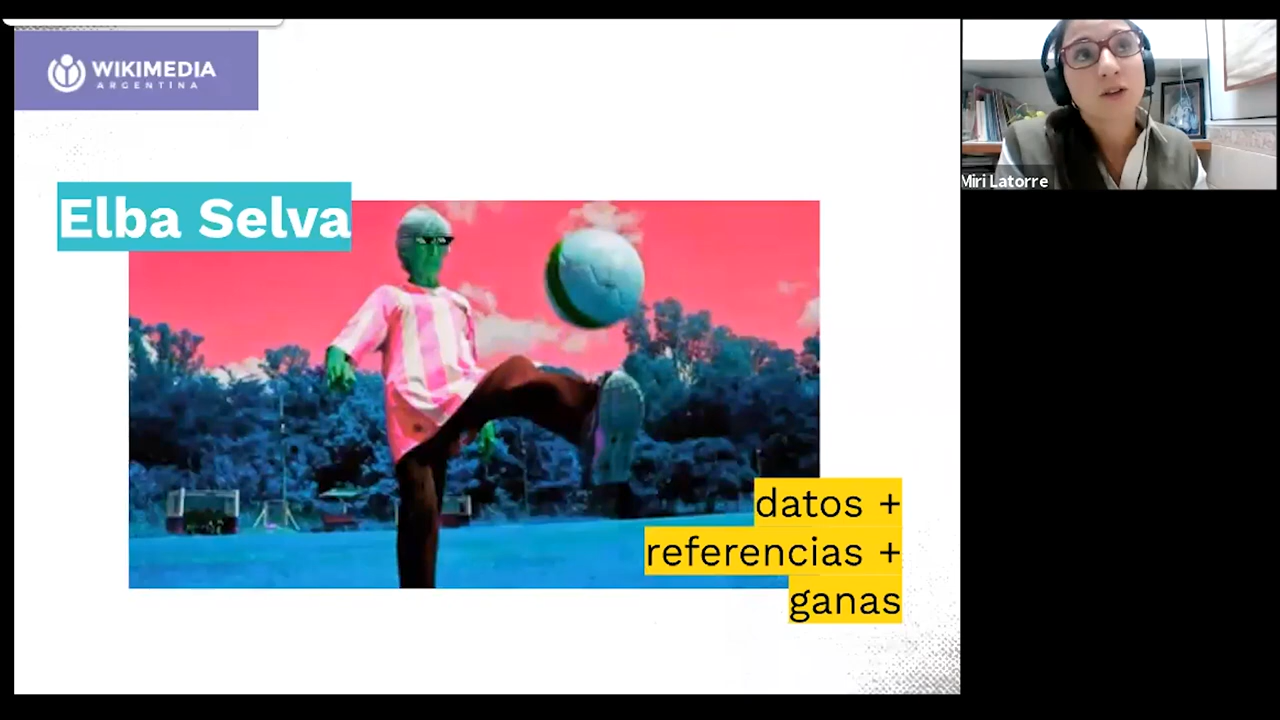 WIKIMEDIA
ARGENTINA
Elba Selva
datos +
referencias +
ganas
Miri Latorre